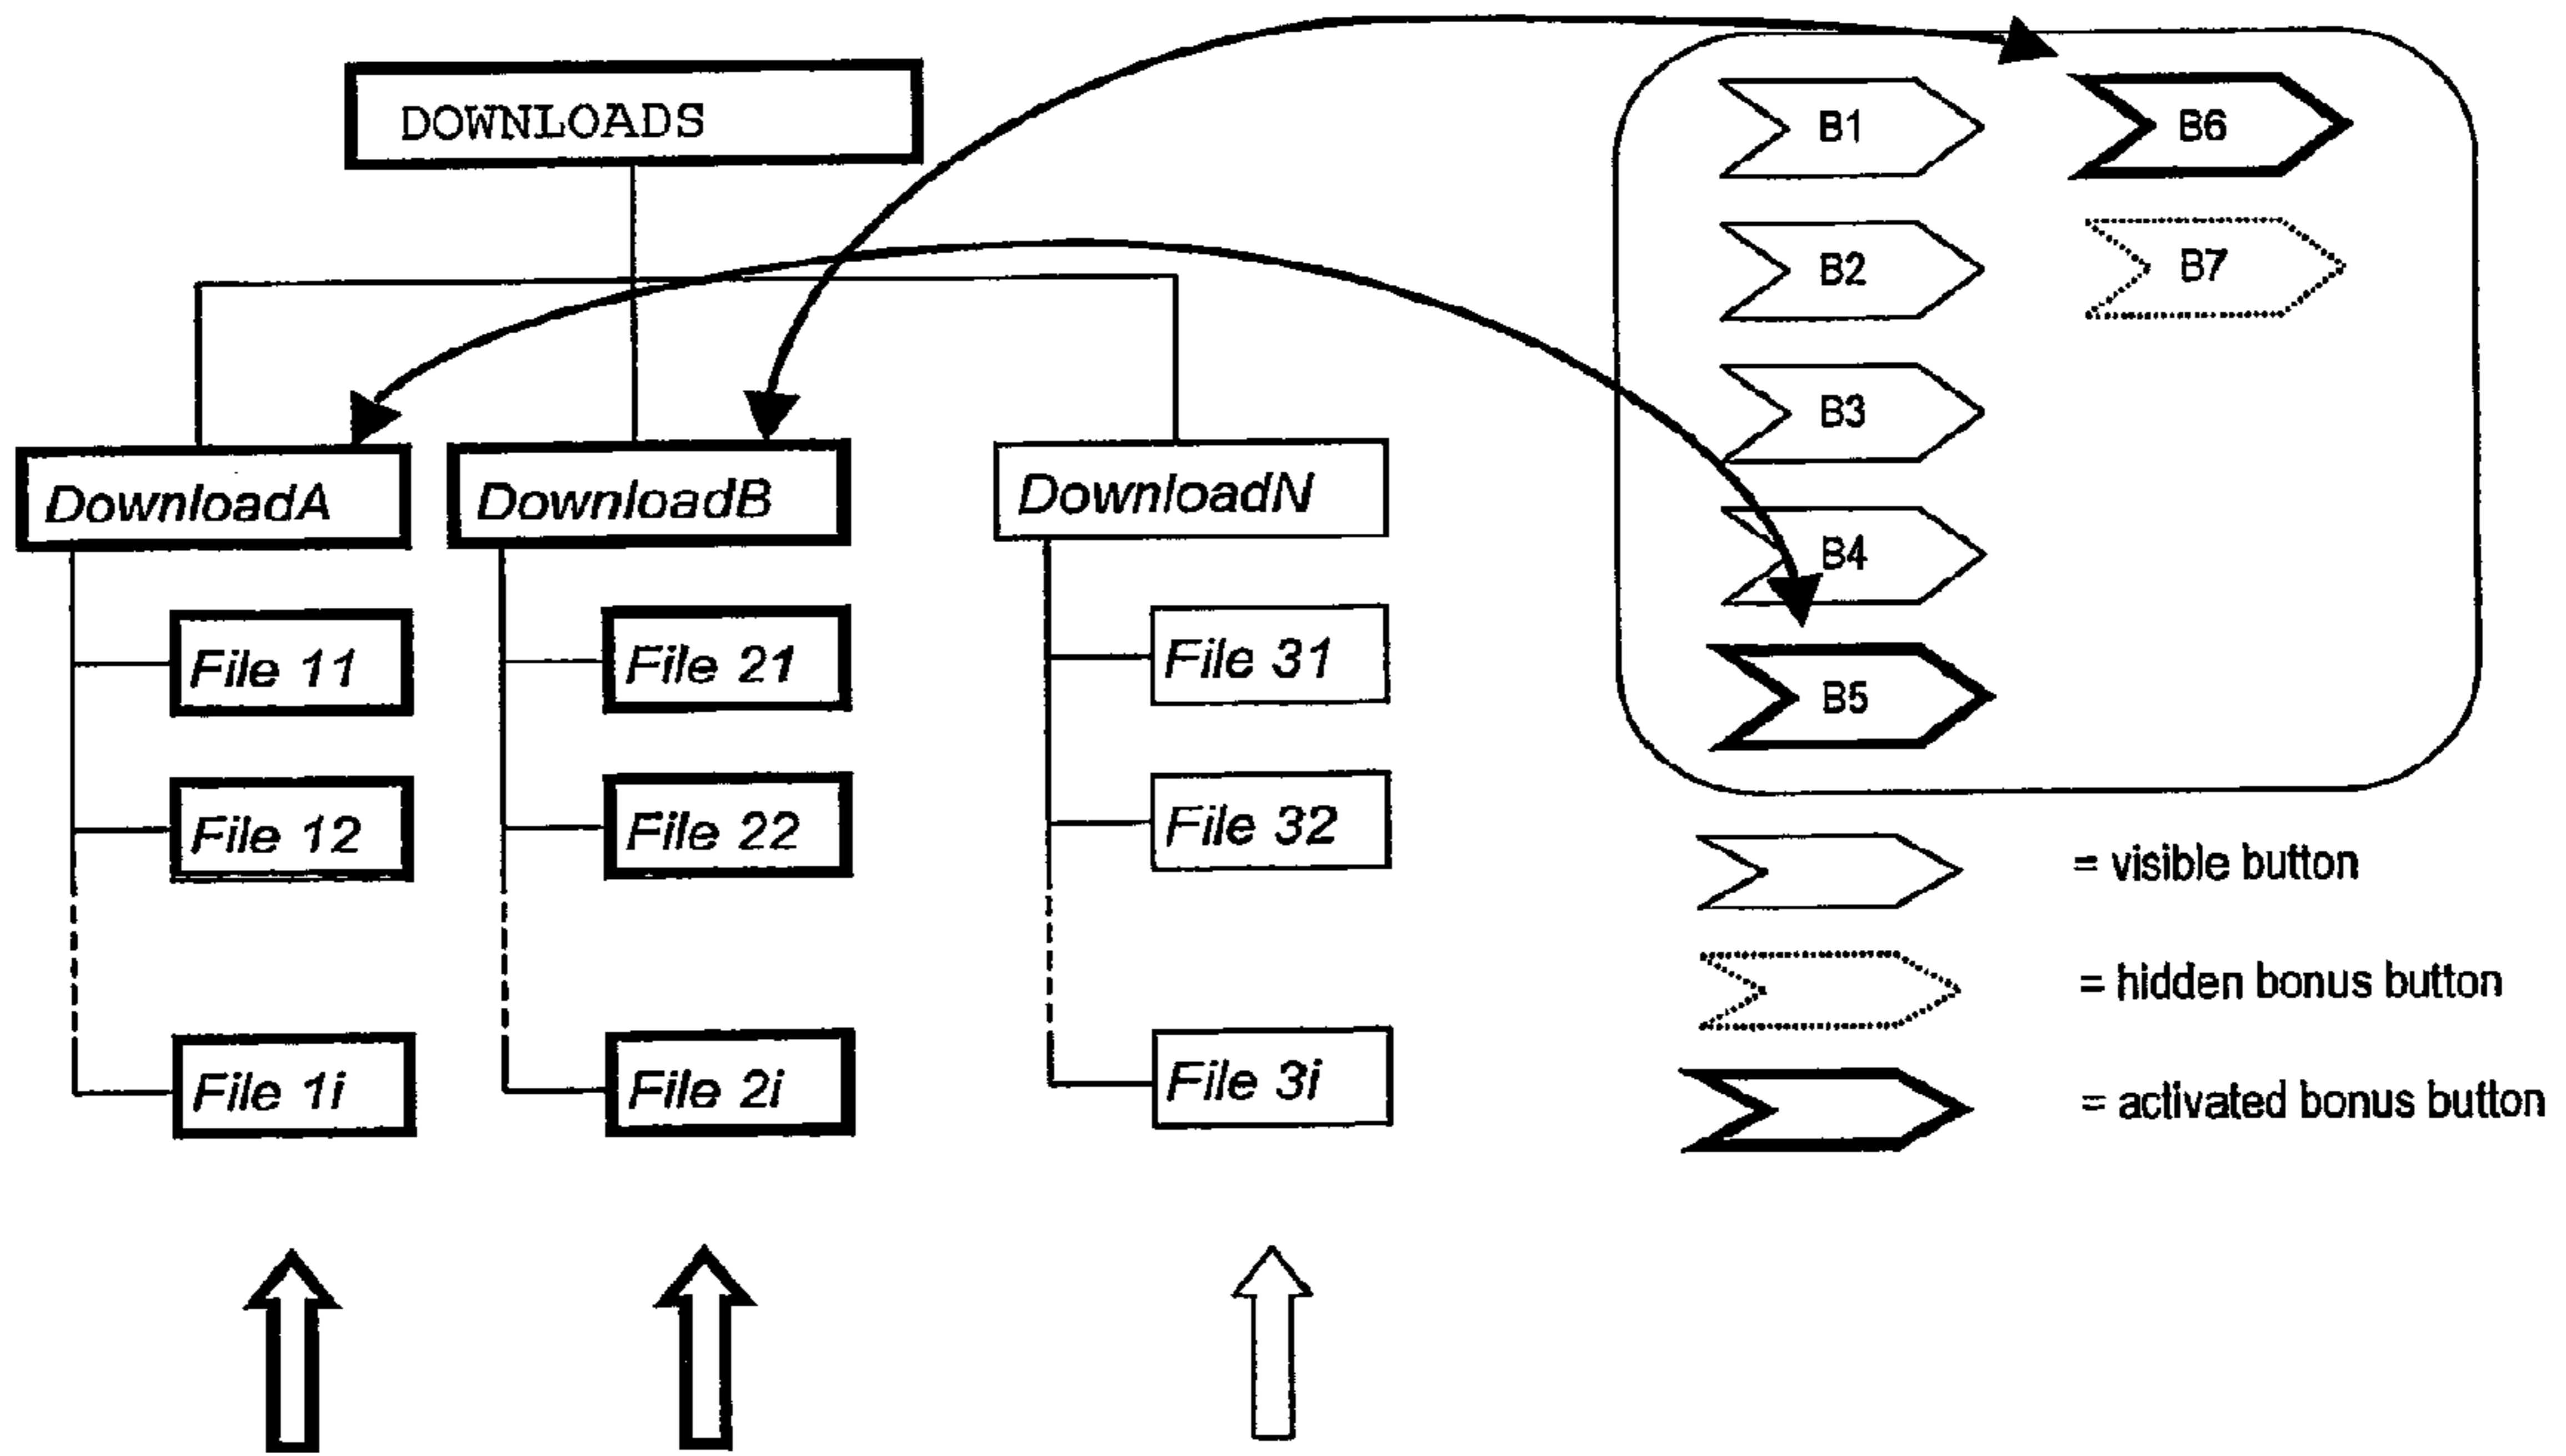 DOWNLOADS
DownloadA
File 11
File 12
File 1i
DownloadB
File 21
File 22
File 2i
DownloadN
File 31
File 32
File 3i
B1
B2
B3
B4
B5
B6
B7
= visible button
= hidden bonus button
= activated bonus button